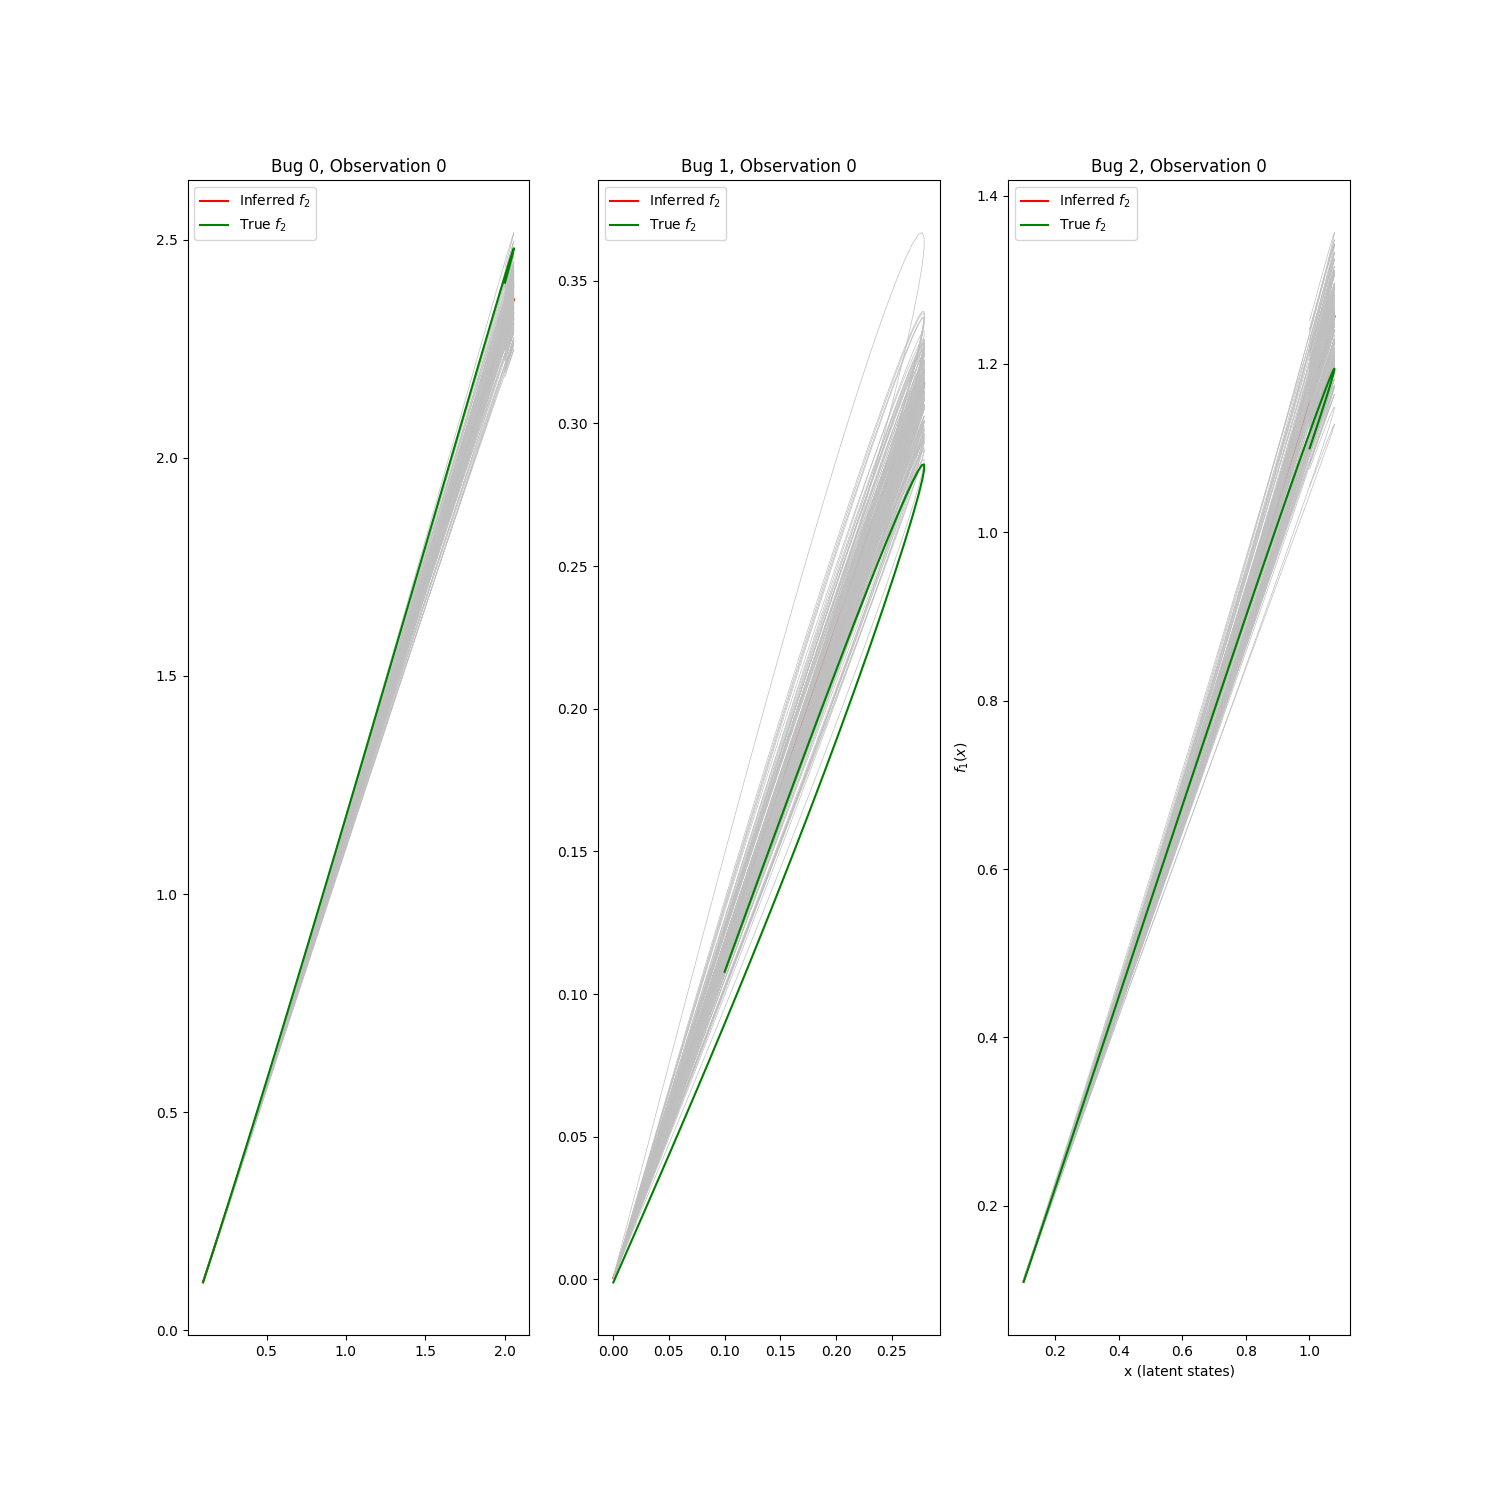 Bug 0, Observation 0
Inferred f₂
True f₂
2.5
2.0
1.5
1.0
0.5
0.0
0.5 1.0 1.5 2.0
Bug 1, Observation 0
Inferred f₂
True f₂
0.35
0.30
0.25
0.20
0.15
0.10
0.05
0.00
0.00 0.05 0.10 0.15 0.20 0.25
Bug 2, Observation 0
Inferred f₂
True f₂
f₁(x)
1.4
1.2
1.0
0.8
0.6
0.4
0.2
0.2 0.4 0.6 0.8 1.0
x (latent states)